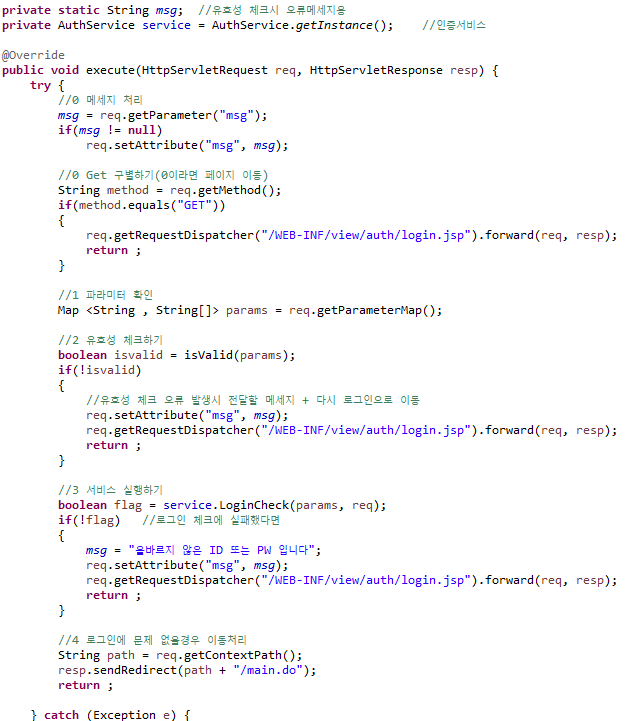 private static String msg;  //유효성 체크시 오류메세지용
private AuthService service = AuthService.getInstance();    //인증서비스
@Override
public void execute(HttpServletRequest req, HttpServletResponse resp) {
try {
//0 메세지 처리
msg = req.getParameter("msg");
if(msg != null)
req.setAttribute("msg", msg);
//0 Get 구별하기(0이라면 페이지 이동)
String method = req.getMethod();
if(method.equals("GET"))
{
req.getRequestDispatcher("/WEB-INF/view/auth/login.jsp").forward(req, resp);
return ;
}
//1 파라미터 확인
Map <String , String[]> params = req.getParameterMap();
//2 유효성 체크하기
boolean isvalid = isValid(params);
if(!isvalid)
{
//유효성 체크 오류 발생시 전달할 메세지 + 다시 로그인으로 이동
req.setAttribute("msg", msg);
req.getRequestDispatcher("/WEB-INF/view/auth/login.jsp").forward(req, resp);
return ;
}
//3 서비스 실행하기
boolean flag = service.LoginCheck(params, req);
if(!flag)   //로그인 체크에 실패했다면
{
msg = "올바르지 않은 ID 또는 PW 입니다";
req.setAttribute("msg", msg);
req.getRequestDispatcher("/WEB-INF/view/auth/login.jsp").forward(req, resp);
return ;
}
//4 로그인에 문제 없을경우 이동처리
String path = req.getContextPath();
resp.sendRedirect(path + "/main.do");
return ;
} catch (Exception e) {